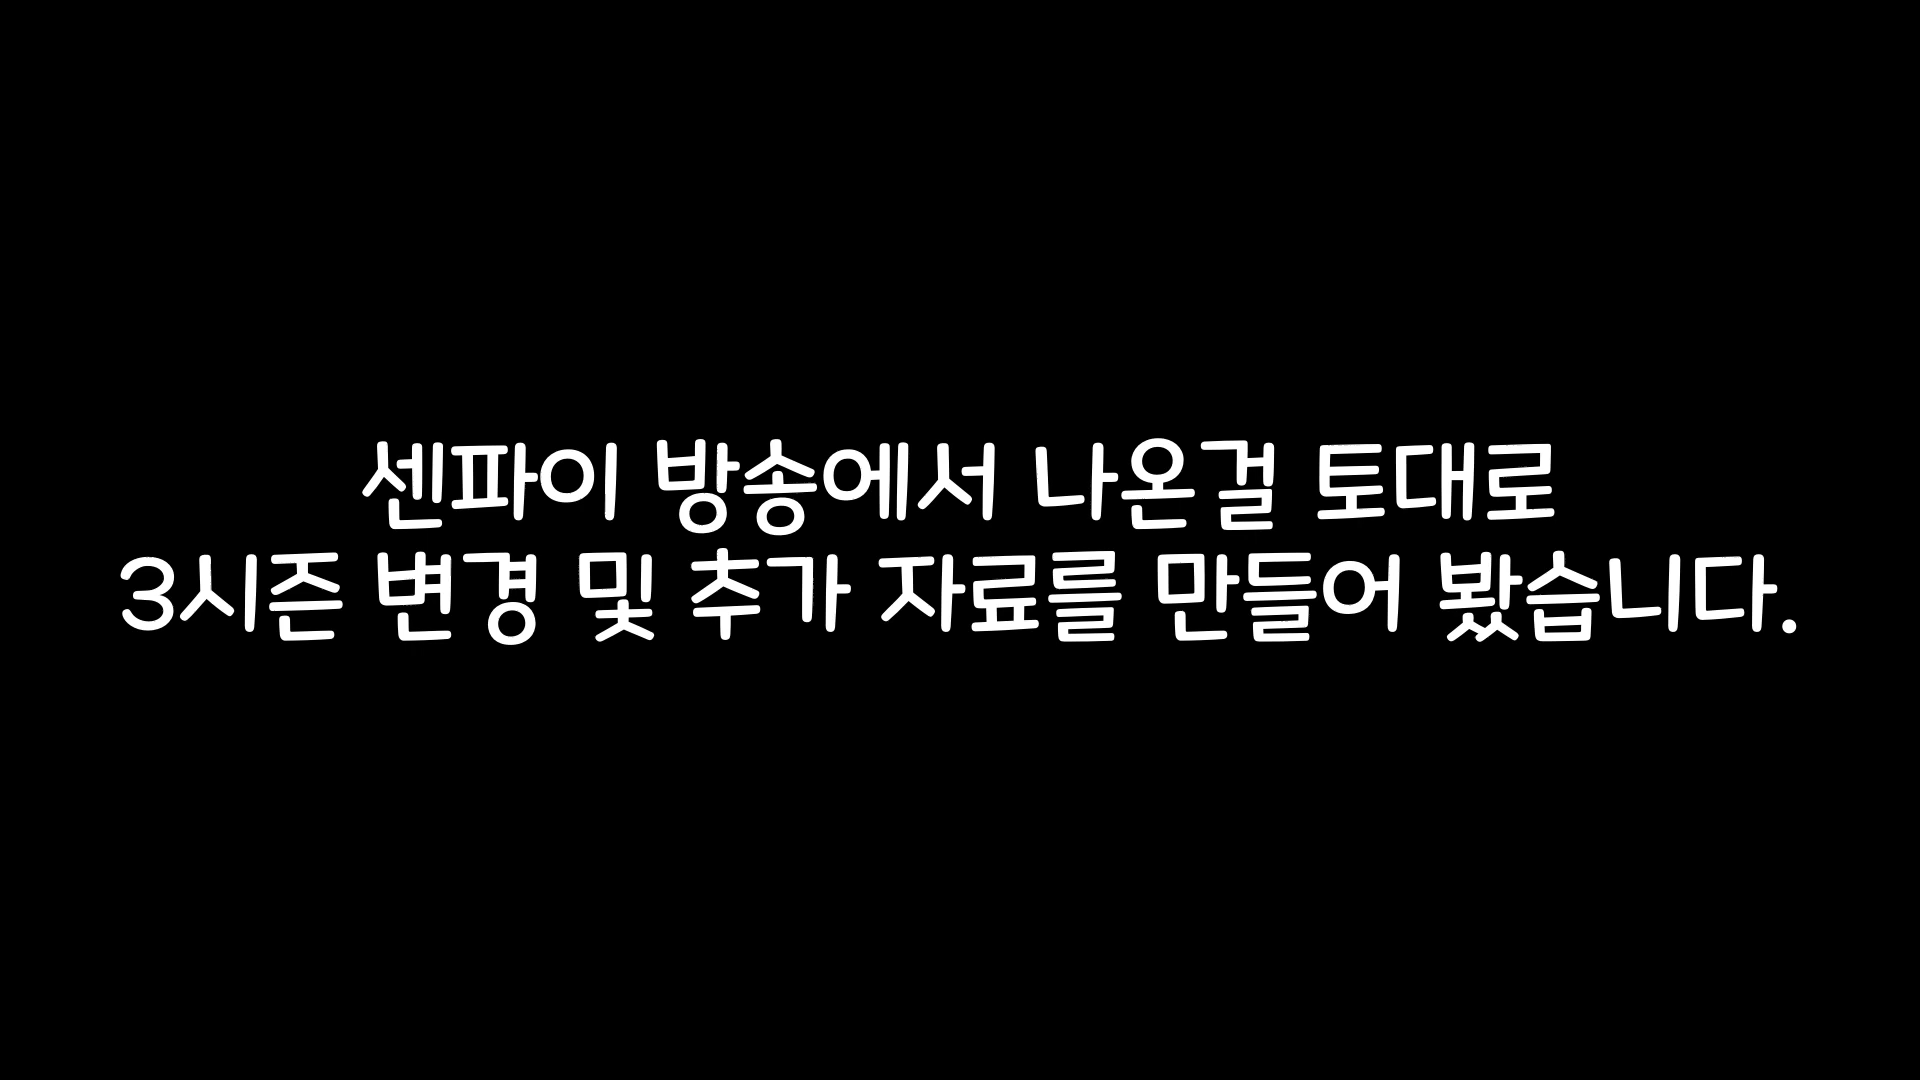 센파이 방송에서 나온걸 토대로
3시즌 변경 및 추가 자료를 만들어 봤습니다.